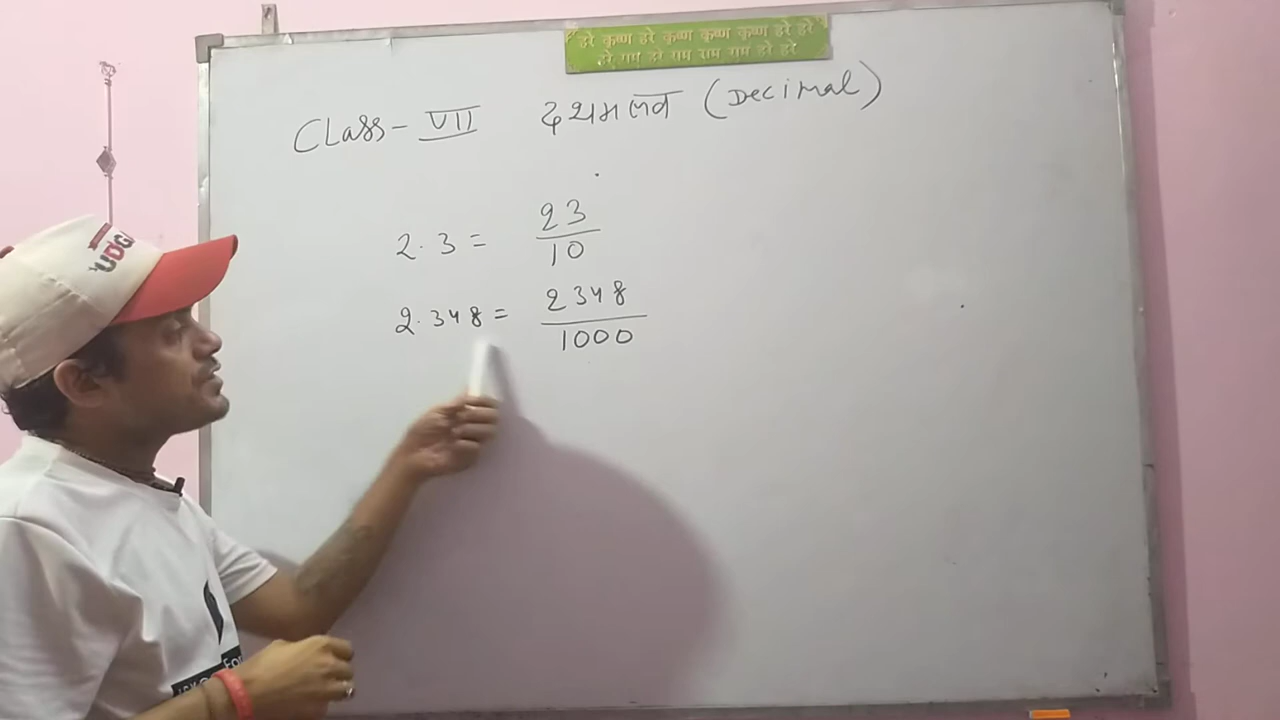 हरे कृष्ण हरे कृष्ण कृष्ण कृष्ण हरे हरे
हरे राम हरे राम राम राम हरे हरे
Class- VII दशमलव (Decimal)
2.3 = 23/10
2.348 = 2348/1000